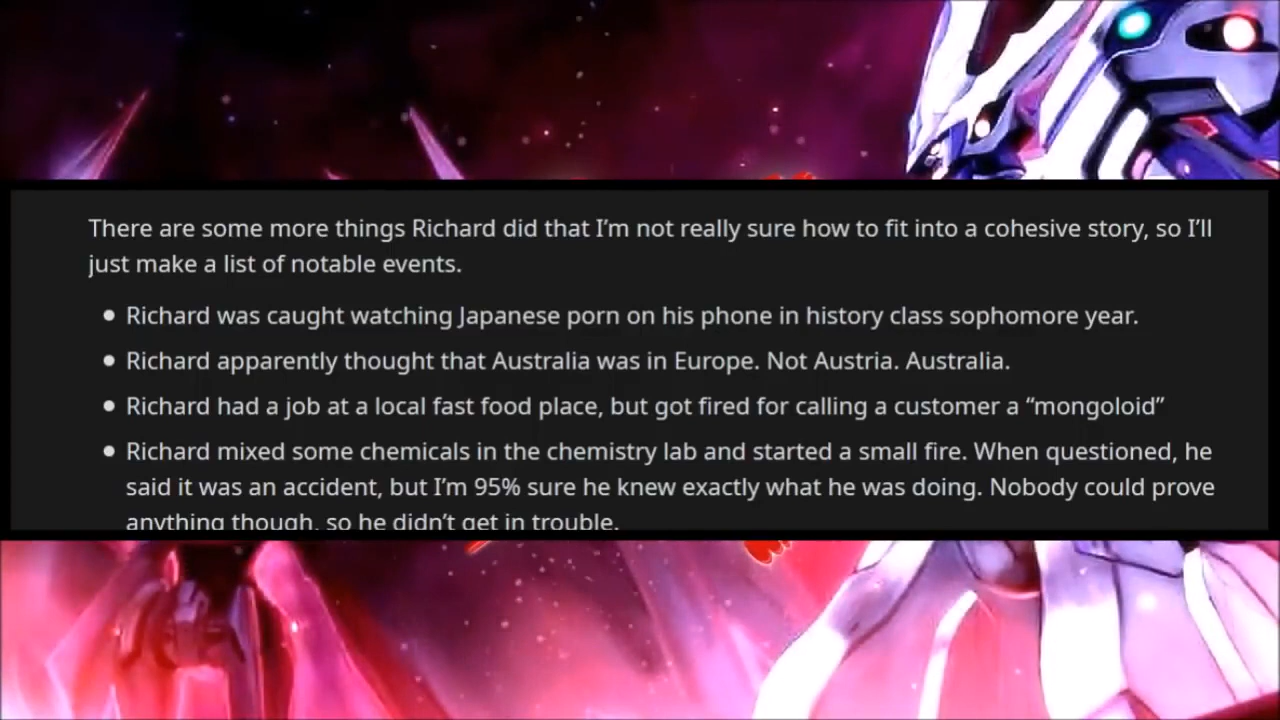 There are some more things Richard did that I’m not really sure how to fit into a cohesive story, so I’ll
just make a list of notable events.
● Richard was caught watching Japanese porn on his phone in history class sophomore year.
● Richard apparently thought that Australia was in Europe. Not Austria. Australia.
● Richard had a job at a local fast food place, but got fired for calling a customer a “mongoloid”
● Richard mixed some chemicals in the chemistry lab and started a small fire. When questioned, he
said it was an accident, but I’m 95% sure he knew exactly what he was doing. Nobody could prove
anything though, so he didn’t get in trouble.